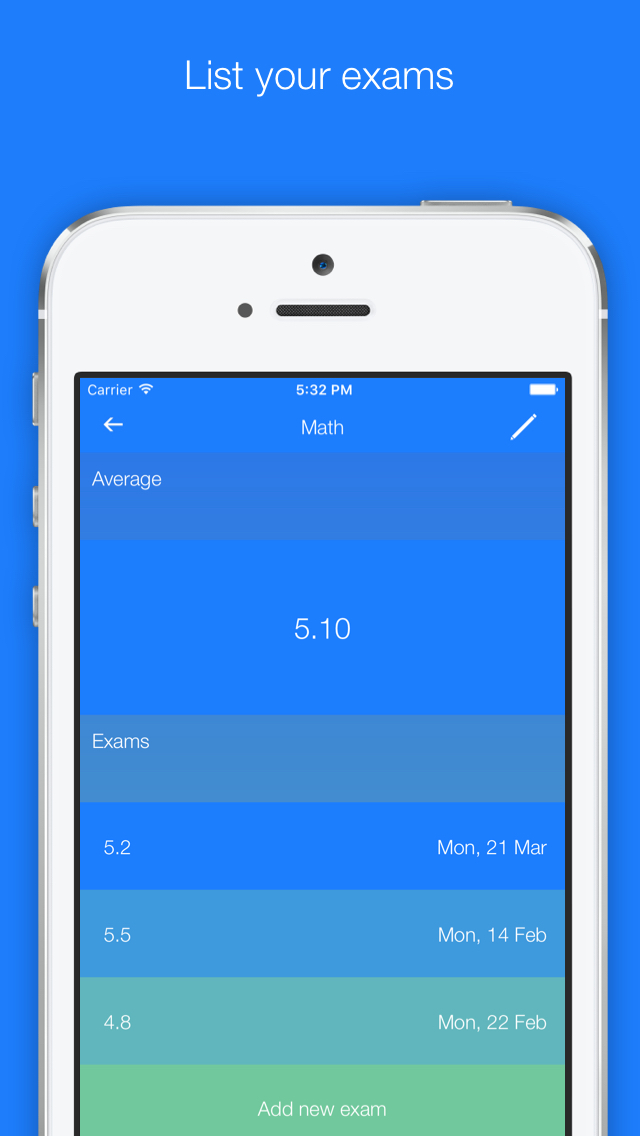 List your exams
Carrier 5:32 PM
Math
Average
5.10
Exams
5.2 Mon, 21 Mar
5.5 Mon, 14 Feb
4.8 Mon, 22 Feb
Add new exam